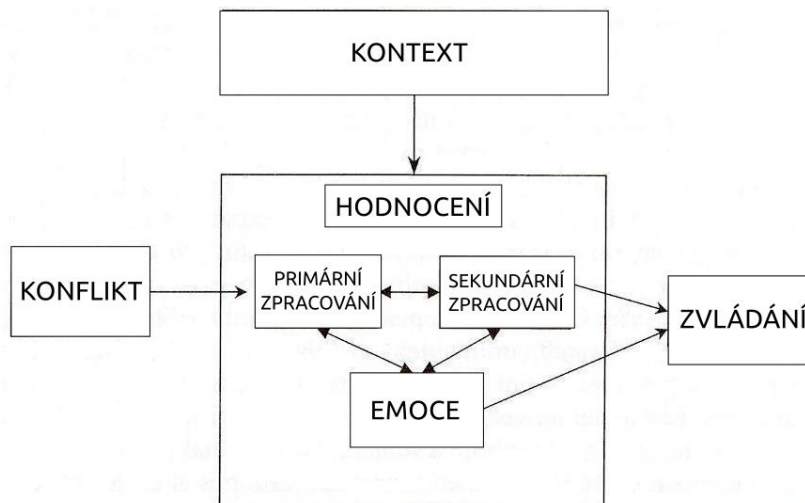 KONTEXT
HODNOCENÍ
KONFLIKT
PRIMÁRNÍ
ZPRACOVÁNÍ
SEKUNDÁRNÍ
ZPRACOVÁNÍ
ZVLÁDÁNÍ
EMOCE